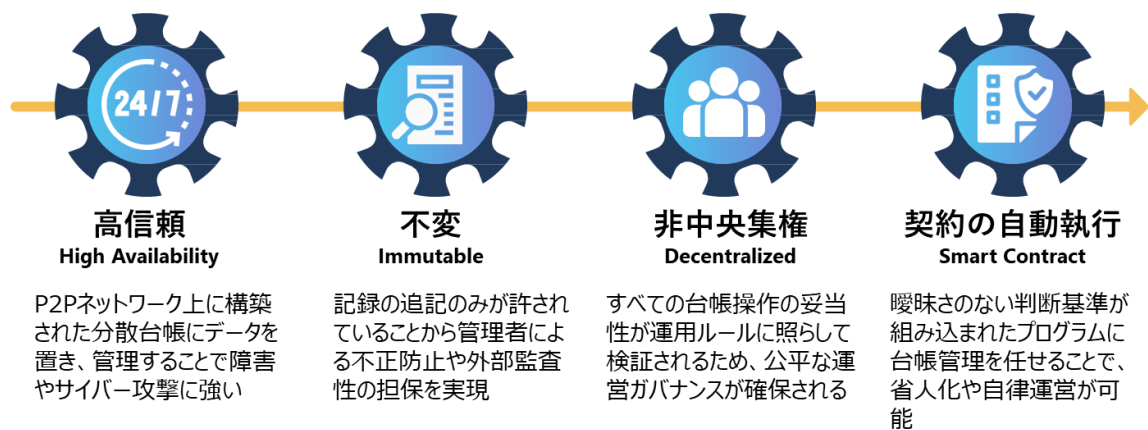 24/7
高信頼
High Availability
P2Pネットワーク上に構築
された分散台帳にデータを
置き、管理することで障害
やサイバー攻撃に強い
不変
Immutable
記録の追記のみが許され
ていることから管理者によ
る不正防止や外部監査
性の担保を実現
非中央集権
Decentralized
すべての台帳操作の妥当
性が運用ルールに照らして
検証されるため、公平な運
営ガバナンスが確保される
契約の自動執行
Smart Contract
曖昧さのない判断基準が
組み込まれたプログラムに
台帳管理を任せることで、
省人化や自律運営が可
能